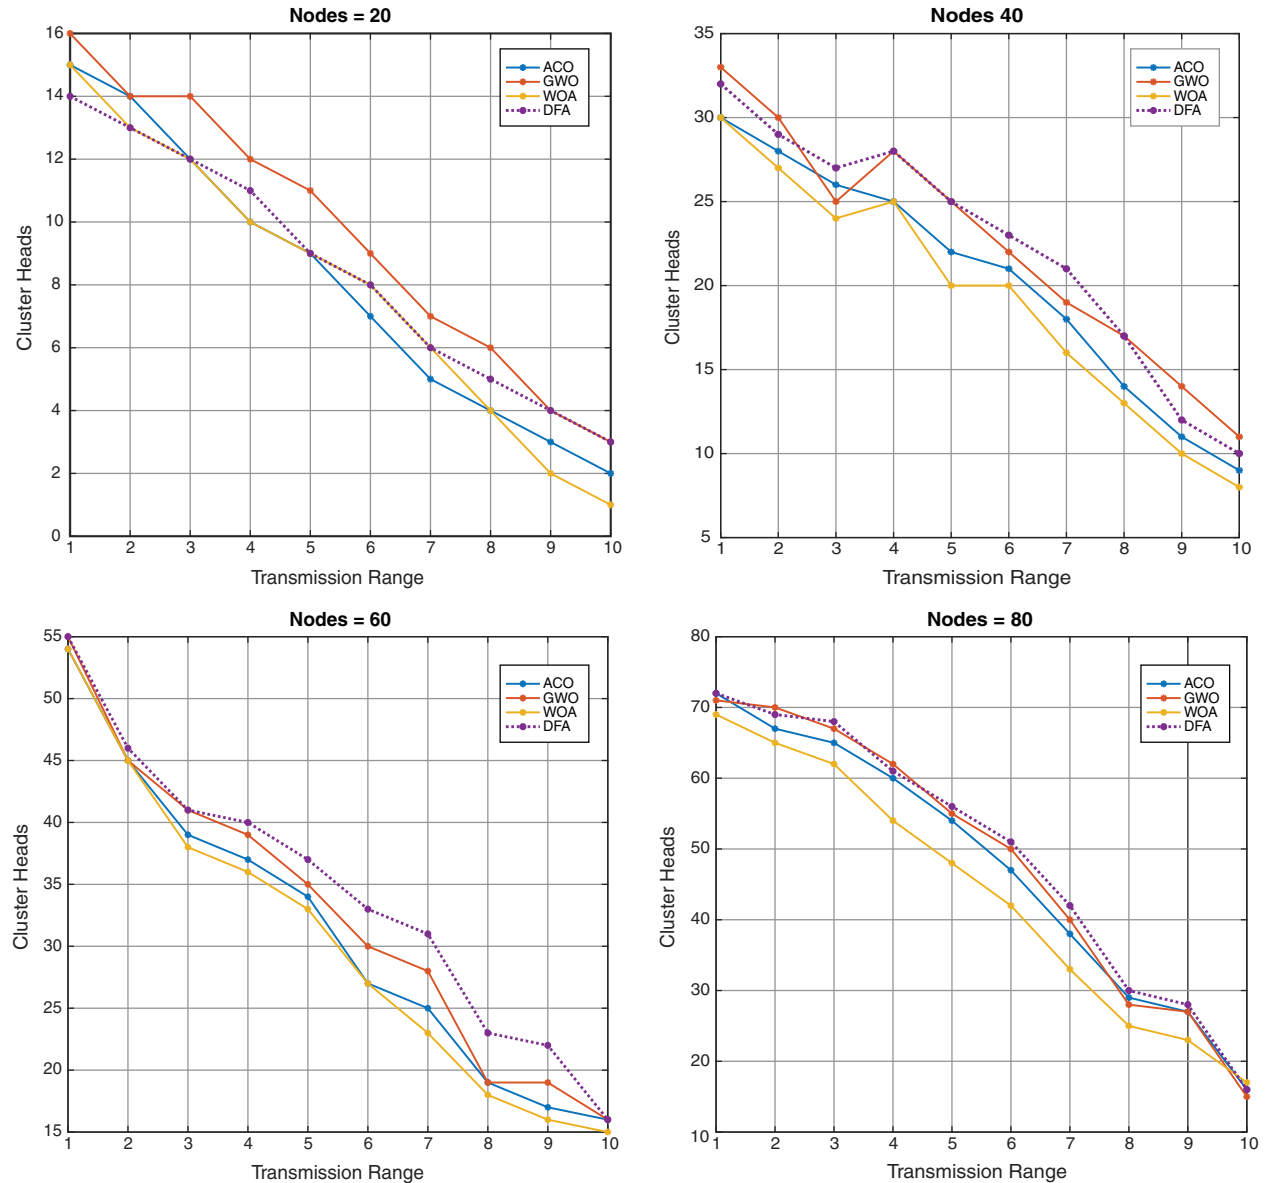 Nodes = 20
16
14
12
10
8
6
4
2
0
Cluster Heads
ACO
GWO
WOA
DFA
1 2 3 4 5 6 7 8 9 10
Transmission Range
Nodes 40
35
30
25
20
15
10
5
Cluster Heads
ACO
GWO
WOA
DFA
1 2 3 4 5 6 7 8 9 10
Transmission Range
Nodes = 60
55
50
45
40
35
30
25
20
15
Cluster Heads
ACO
GWO
WOA
DFA
1 2 3 4 5 6 7 8 9 10
Transmission Range
Nodes = 80
80
70
60
50
40
30
20
10
Cluster Heads
ACO
GWO
WOA
DFA
1 2 3 4 5 6 7 8 9 10
Transmission Range